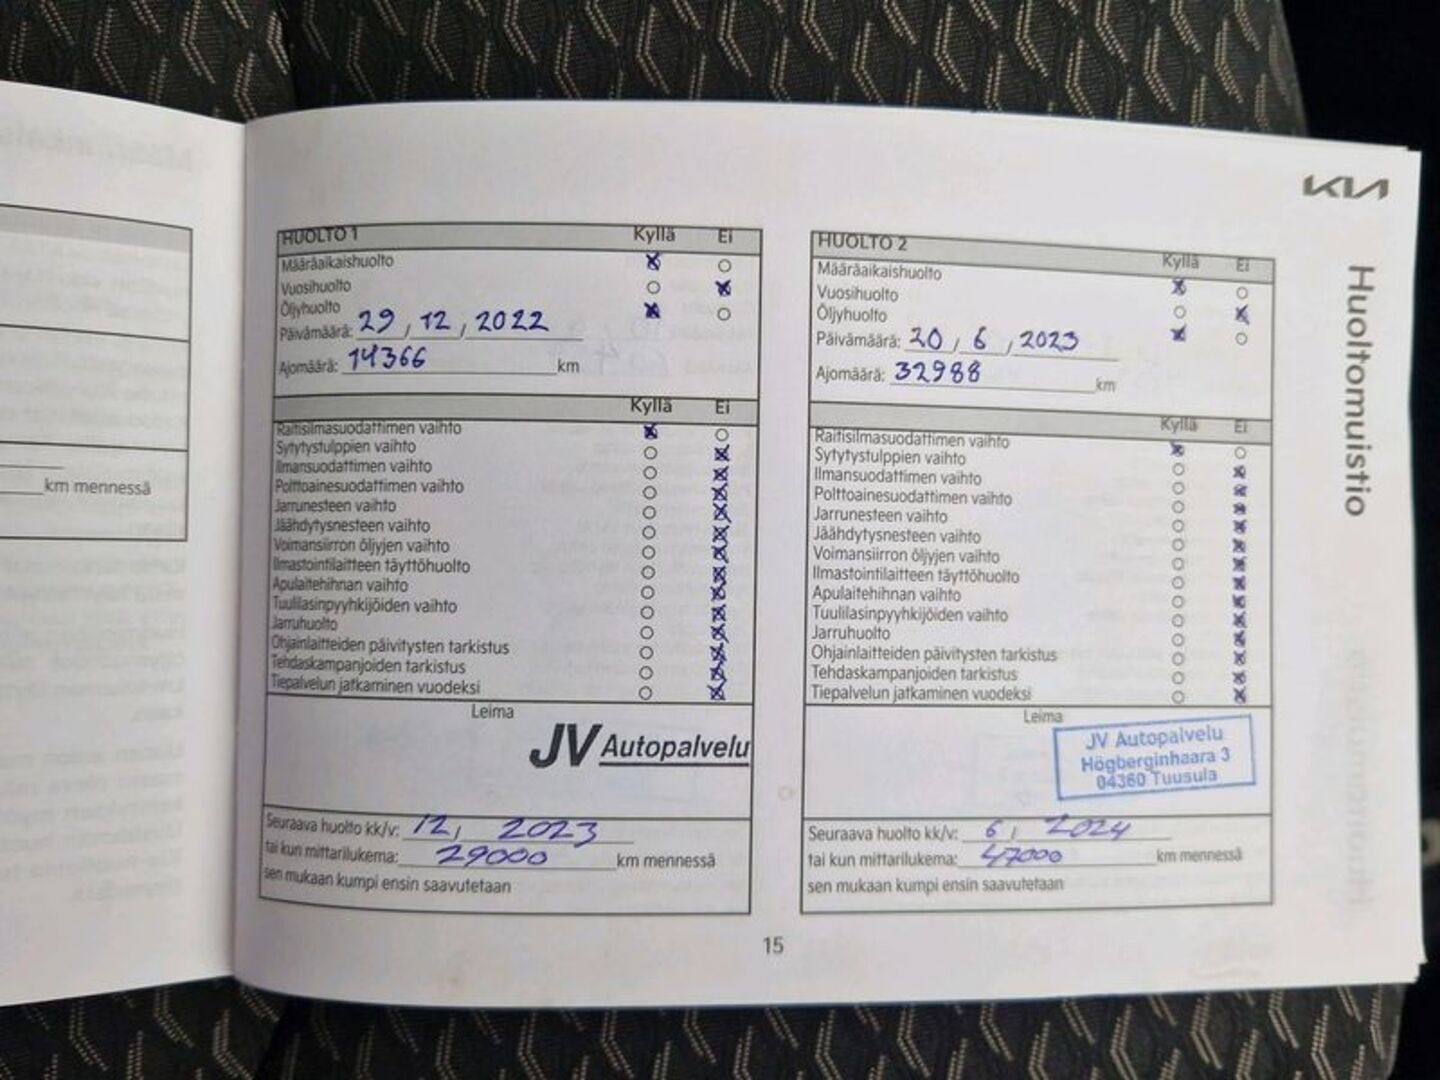 KIA
Huoltomuistio
km mennessä
HUOLTO 1 Kyllä Ei
Määräaikaishuolto
Vuosihuolto
Öljyhuolto
Päivämäärä: 29, 12, 2022
Ajomäärä: 14366 km
Kyllä Ei
Raitisilmasuodattimen vaihto
Sytytystulppien vaihto
Ilmansuodattimen vaihto
Polttoainesuodattimen vaihto
Jarrunesteen vaihto
Jäähdytysnesteen vaihto
Voimansiirron öljyjen vaihto
Ilmastointilaitteen täyttöhuolto
Apulaitehihnan vaihto
Tuulilasinpyyhkijöiden vaihto
Jarruhuolto
Ohjainlaitteiden päivitysten tarkistus
Tehdaskampanjoiden tarkistus
Tiepalvelun jatkaminen vuodeksi
Leima
JV Autopalvelu
Seuraava huolto kk/v: 12, 2023
tai kun mittarilukema: 29000 km mennessä
sen mukaan kumpi ensin saavutetaan
HUOLTO 2 Kyllä Ei
Määräaikaishuolto
Vuosihuolto
Öljyhuolto
Päivämäärä: 20, 6, 2023
Ajomäärä: 32988 km
Kyllä Ei
Raitisilmasuodattimen vaihto
Sytytystulppien vaihto
Ilmansuodattimen vaihto
Polttoainesuodattimen vaihto
Jarrunesteen vaihto
Jäähdytysnesteen vaihto
Voimansiirron öljyjen vaihto
Ilmastointilaitteen täyttöhuolto
Apulaitehihnan vaihto
Tuulilasinpyyhkijöiden vaihto
Jarruhuolto
Ohjainlaitteiden päivitysten tarkistus
Tehdaskampanjoiden tarkistus
Tiepalvelun jatkaminen vuodeksi
Leima
JV Autopalvelu
Högberginhaara 3
04360 Tuusula
Seuraava huolto kk/v: 6, 2024
tai kun mittarilukema: 47000 km mennessä
sen mukaan kumpi ensin saavutetaan
15